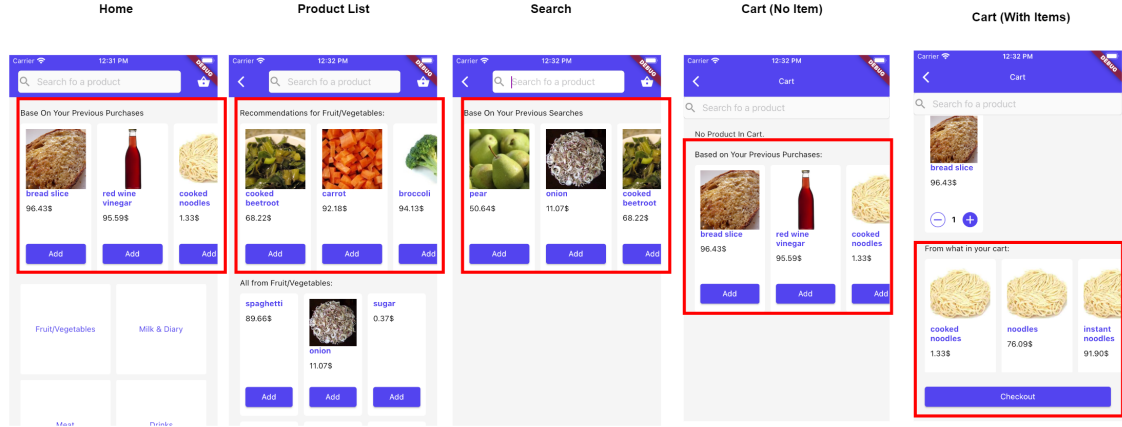 Home
Product List
Search
Cart (No Item)
Cart (With Items)
Carrier 12:31 PM
DEBUG
Search fo a product
Base On Your Previous Purchases
bread slice
96.43$
Add
red wine
vinegar
95.59$
Add
cooked
noodles
1.33$
Add
Fruit/Vegetables
Milk & Diary
Meat
Drinks
Carrier 12:32 PM
DEBUG
Search fo a product
Recommendations for Fruit/Vegetables:
cooked
beetroot
68.22$
Add
carrot
92.18$
Add
broccoli
94.13$
Add
All from Fruit/Vegetables:
spaghetti
89.66$
Add
onion
11.07$
Add
sugar
0.37$
Add
Carrier 12:32 PM
DEBUG
Search fo a product
Base On Your Previous Searches
pear
50.64$
Add
onion
11.07$
Add
cooked
beetroot
68.22$
Add
Carrier 12:32 PM
DEBUG
Cart
Search fo a product
No Product In Cart.
Based on Your Previous Purchases:
bread slice
96.43$
Add
red wine
vinegar
95.59$
Add
cooked
noodles
1.33$
Add
Carrier 12:32 PM
DEBUG
Cart
Search fo a product
bread slice
96.43$
1
From what in your cart:
cooked
noodles
1.33$
noodles
76.09$
instant
noodles
91.90$
Checkout